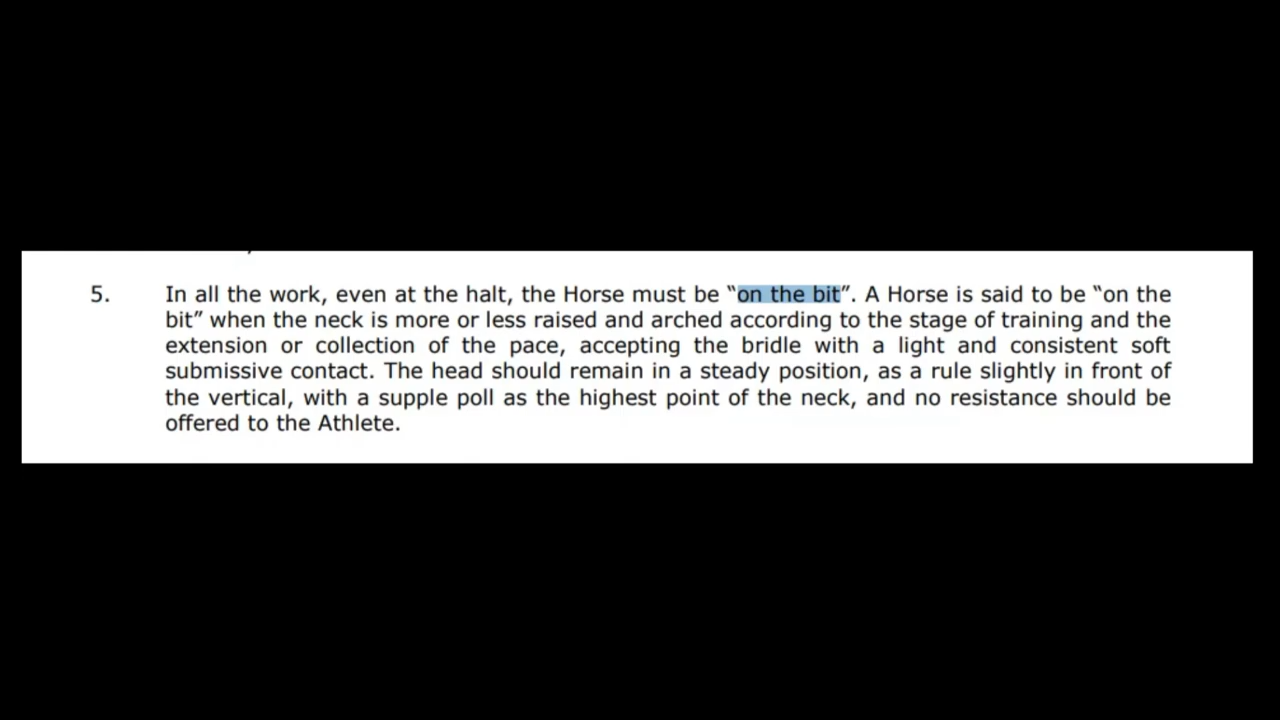 5. In all the work, even at the halt, the Horse must be “on the bit”. A Horse is said to be “on the
bit” when the neck is more or less raised and arched according to the stage of training and the
extension or collection of the pace, accepting the bridle with a light and consistent soft
submissive contact. The head should remain in a steady position, as a rule slightly in front of
the vertical, with a supple poll as the highest point of the neck, and no resistance should be
offered to the Athlete.